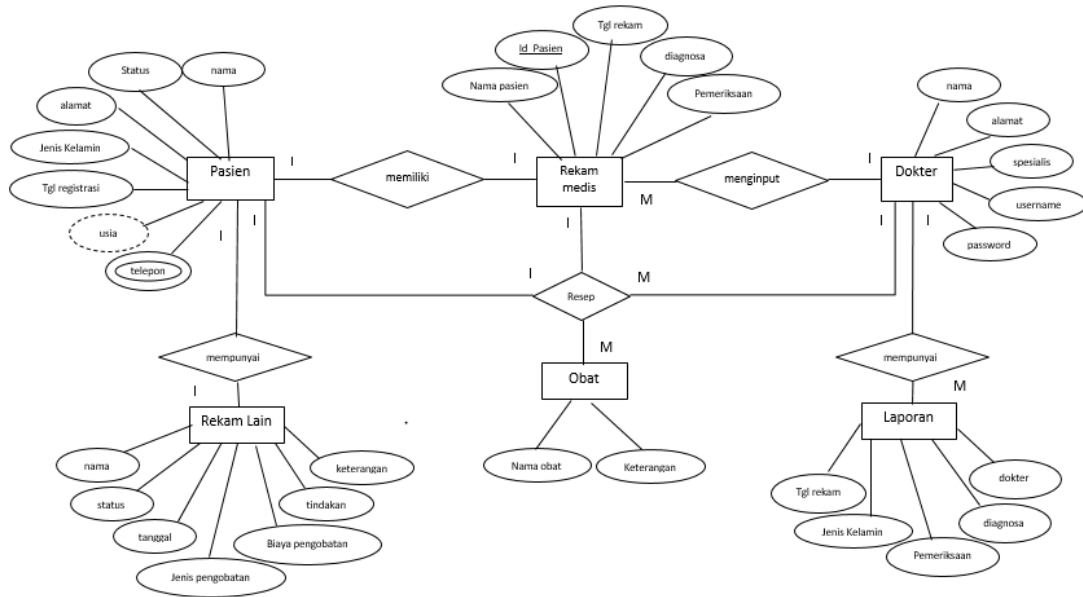 Tgl rekam
Id_Pasien
Status
nama
diagnosa
Nama pasien
Pemeriksaan
nama
alamat
alamat
Jenis Kelamin
Pasien
I
memiliki
I
Rekam
medis
M
menginput
I
Dokter
spesialis
Tgl registrasi
username
usia
I
I
I
I
I
password
telepon
I
Resep
M
mempunyai
mempunyai
M
Obat
I
M
Rekam Lain
Laporan
nama
keterangan
Nama obat
Keterangan
dokter
status
tindakan
Tgl rekam
tanggal
Biaya pengobatan
Jenis Kelamin
diagnosa
Pemeriksaan
Jenis pengobatan